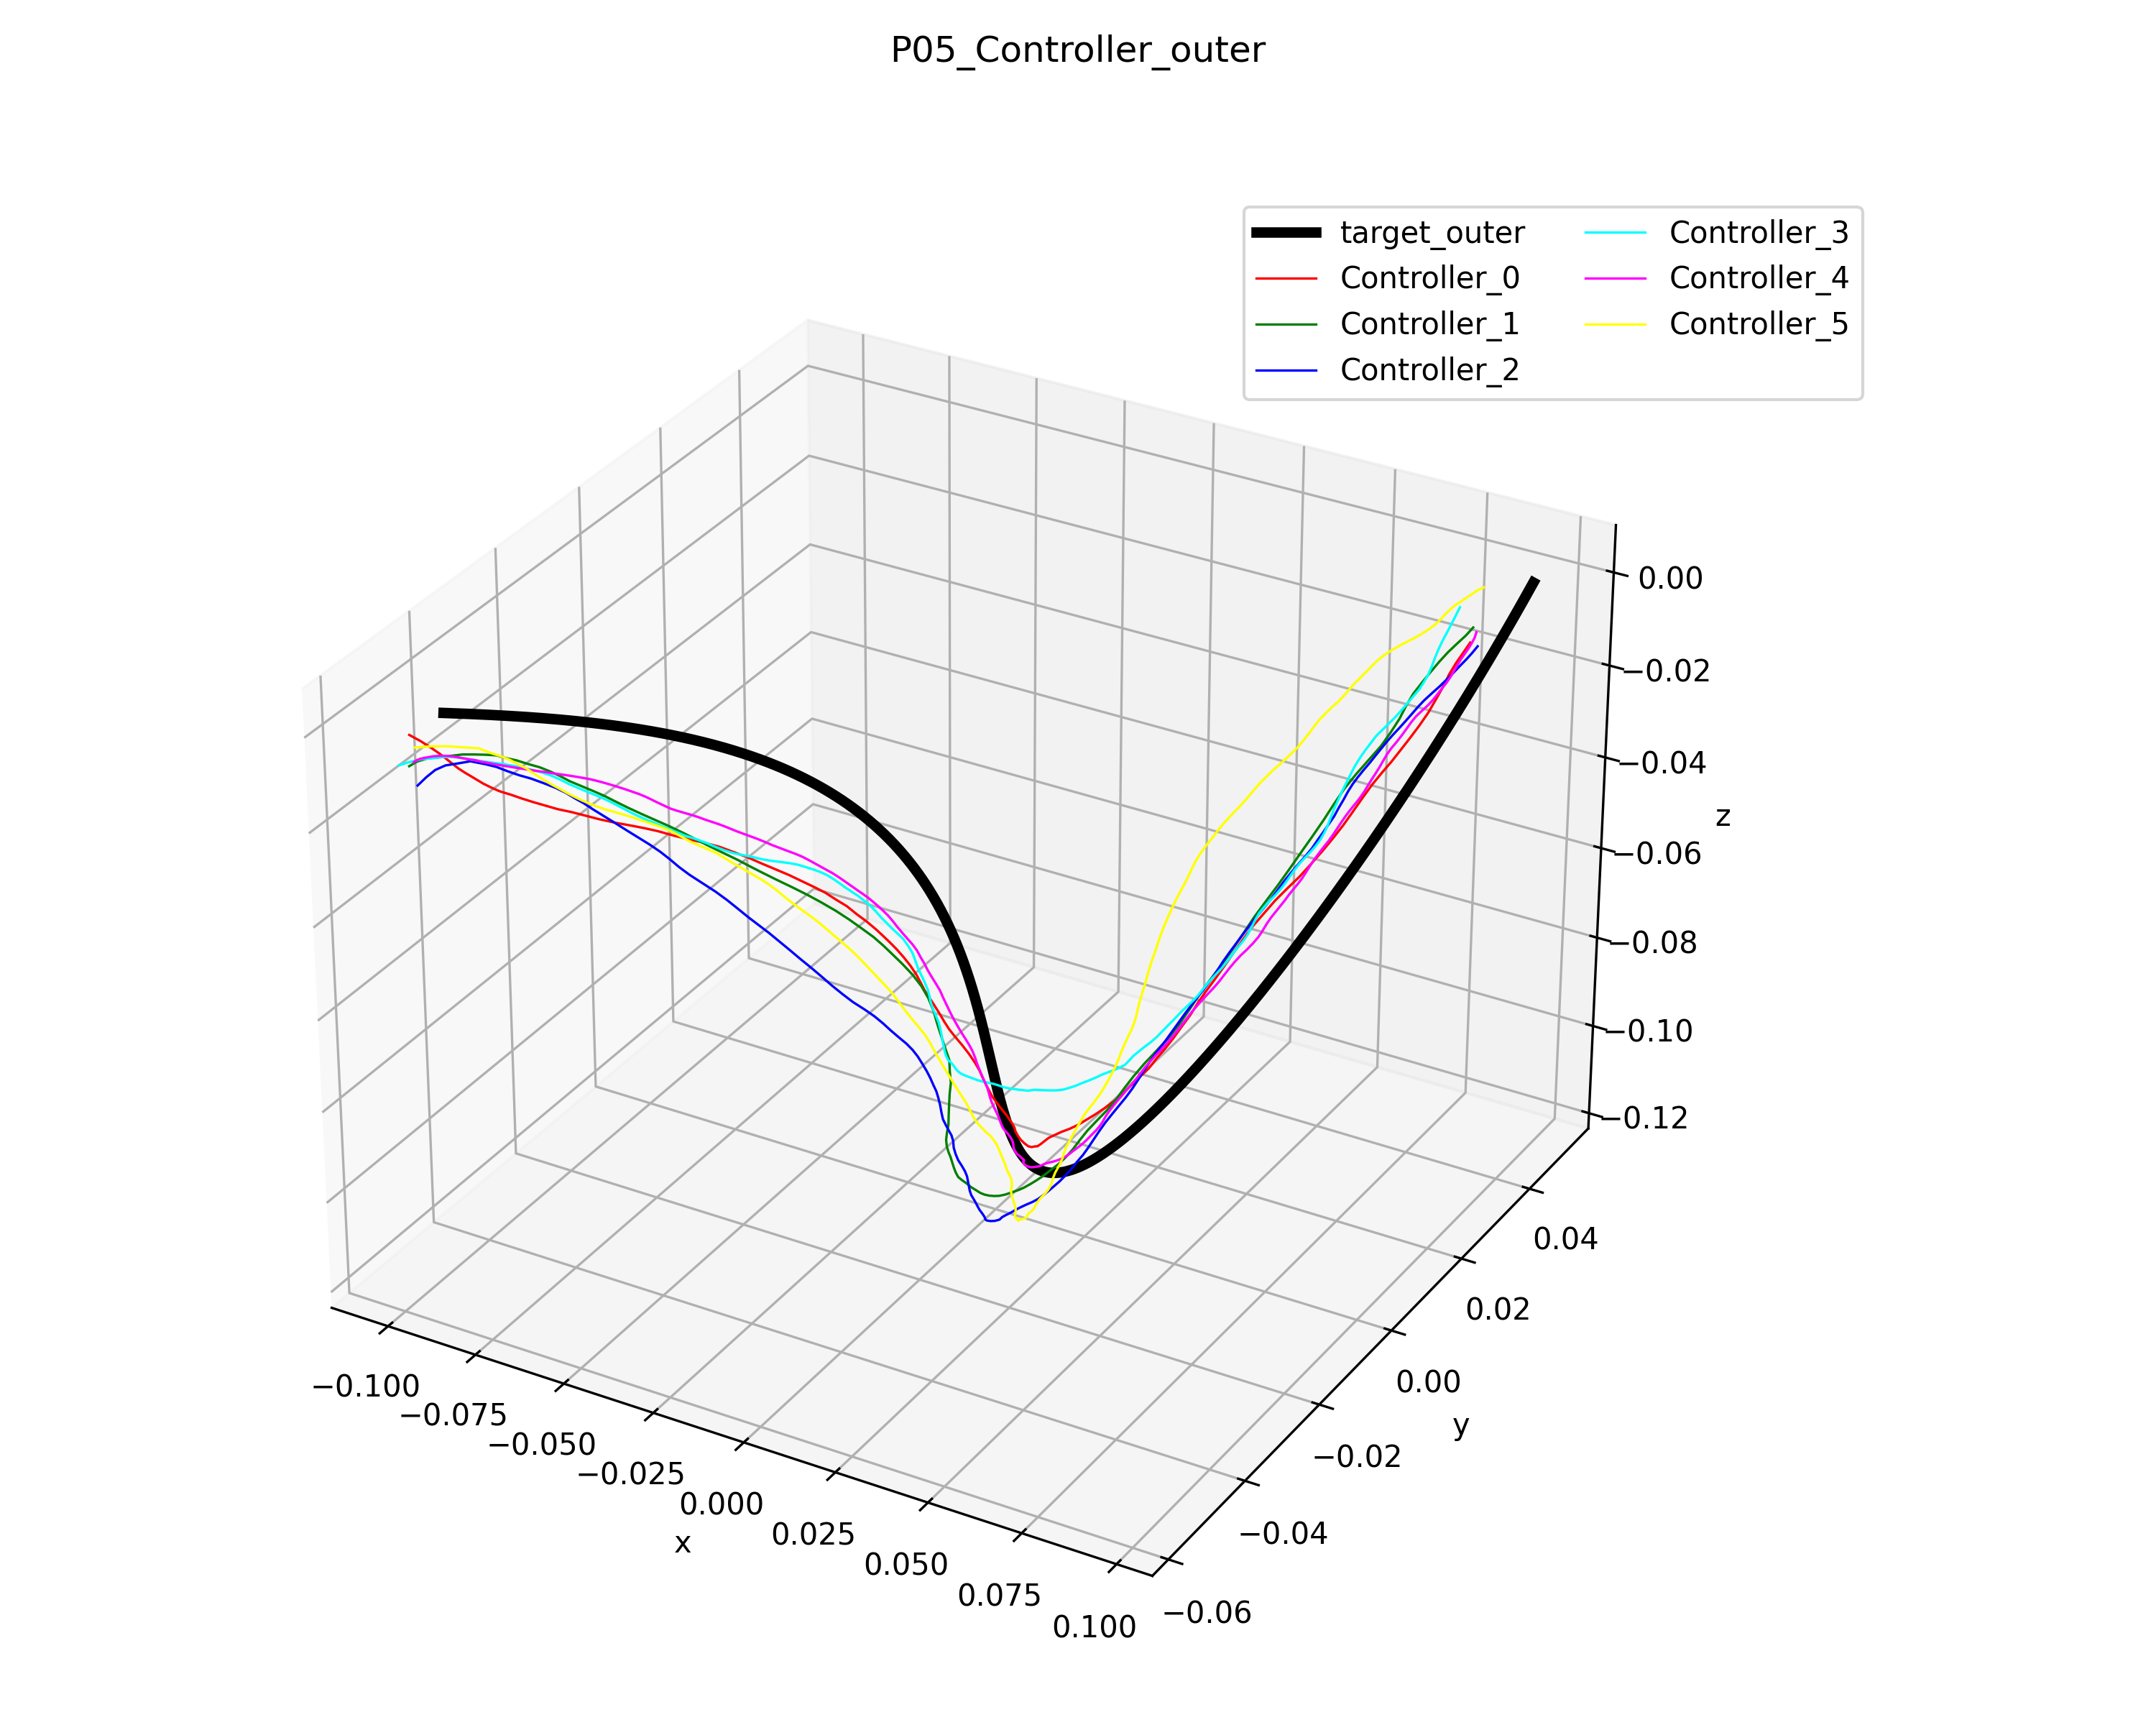 P05_Controller_outer
target_outer
Controller_0
Controller_1
Controller_2
Controller_3
Controller_4
Controller_5
0.00
−0.02
−0.04
−0.06
−0.08
−0.10
−0.12
z
0.04
0.02
0.00
−0.02
−0.04
−0.06
y
−0.100
−0.075
−0.050
−0.025
0.000
0.025
0.050
0.075
0.100
x